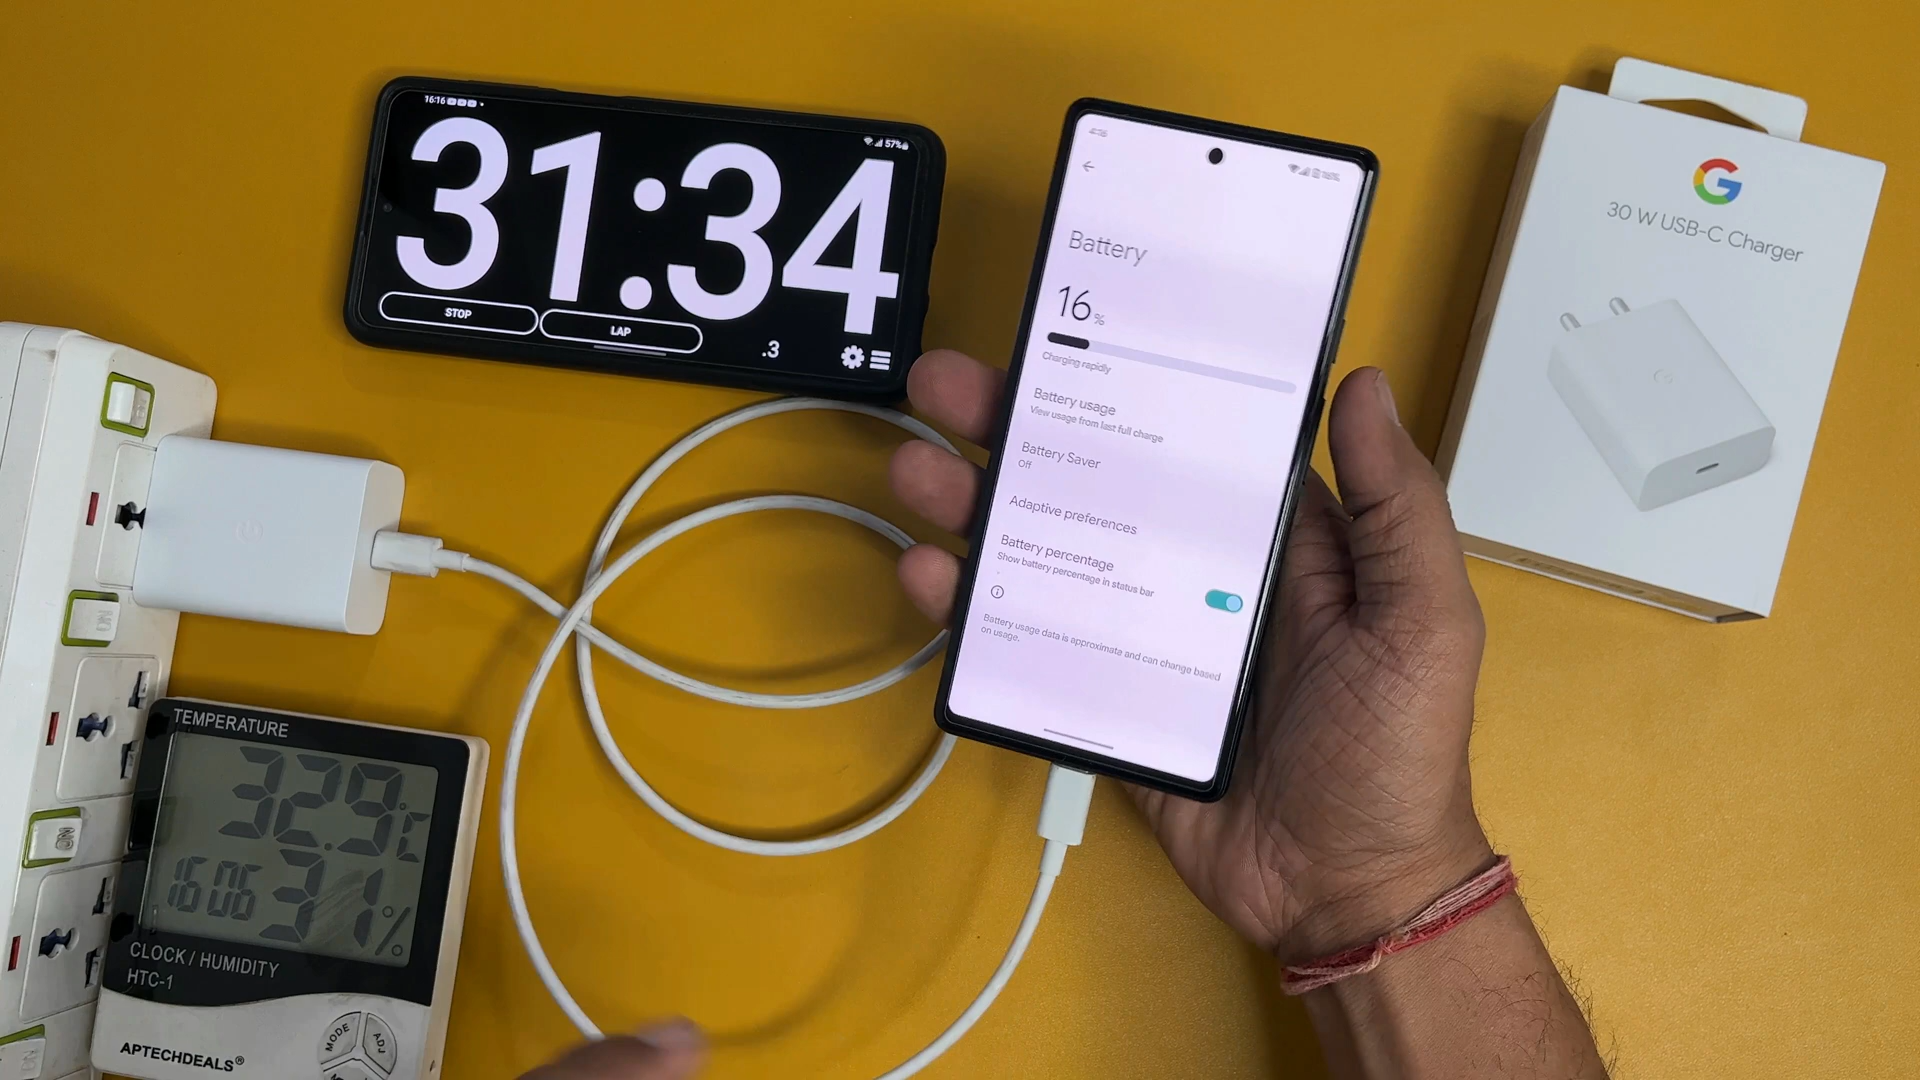 16:16
57%
31:34
STOP
LAP
.3
4:16
Battery
16 %
Charging rapidly
Battery usage
View usage from last full charge
Battery Saver
Off
Adaptive preferences
Battery percentage
Show battery percentage in status bar
Battery usage data is approximate and can change based
on usage.
G
30 W USB-C Charger
TEMPERATURE
32.9°C
16:06 31%
CLOCK / HUMIDITY
HTC-1
APTECHDEALS®
MODE
ADJ
NO